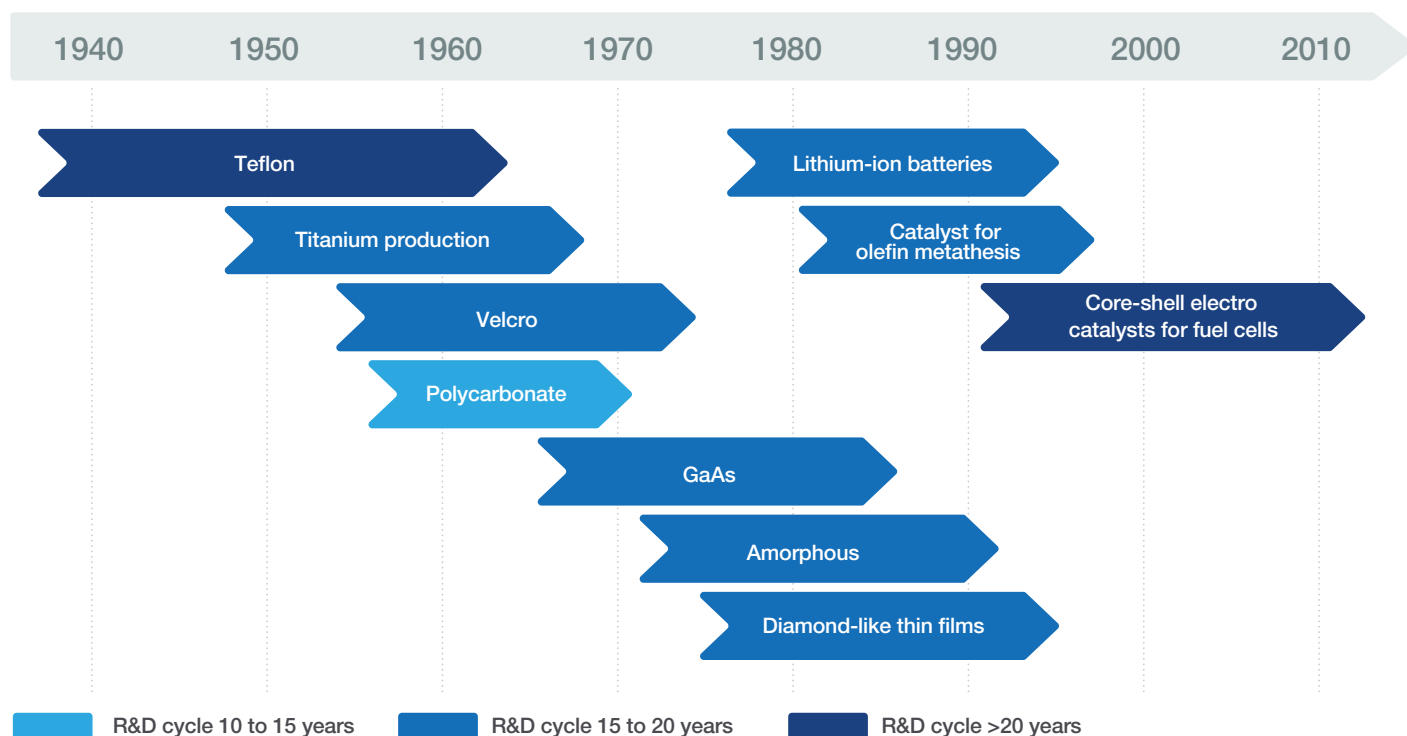 1940 1950 1960 1970 1980 1990 2000 2010
Teflon
Lithium-ion batteries
Titanium production
Catalyst for
olefin metathesis
Velcro
Core-shell electro
catalysts for fuel cells
Polycarbonate
GaAs
Amorphous
Diamond-like thin films
R&D cycle 10 to 15 years
R&D cycle 15 to 20 years
R&D cycle >20 years